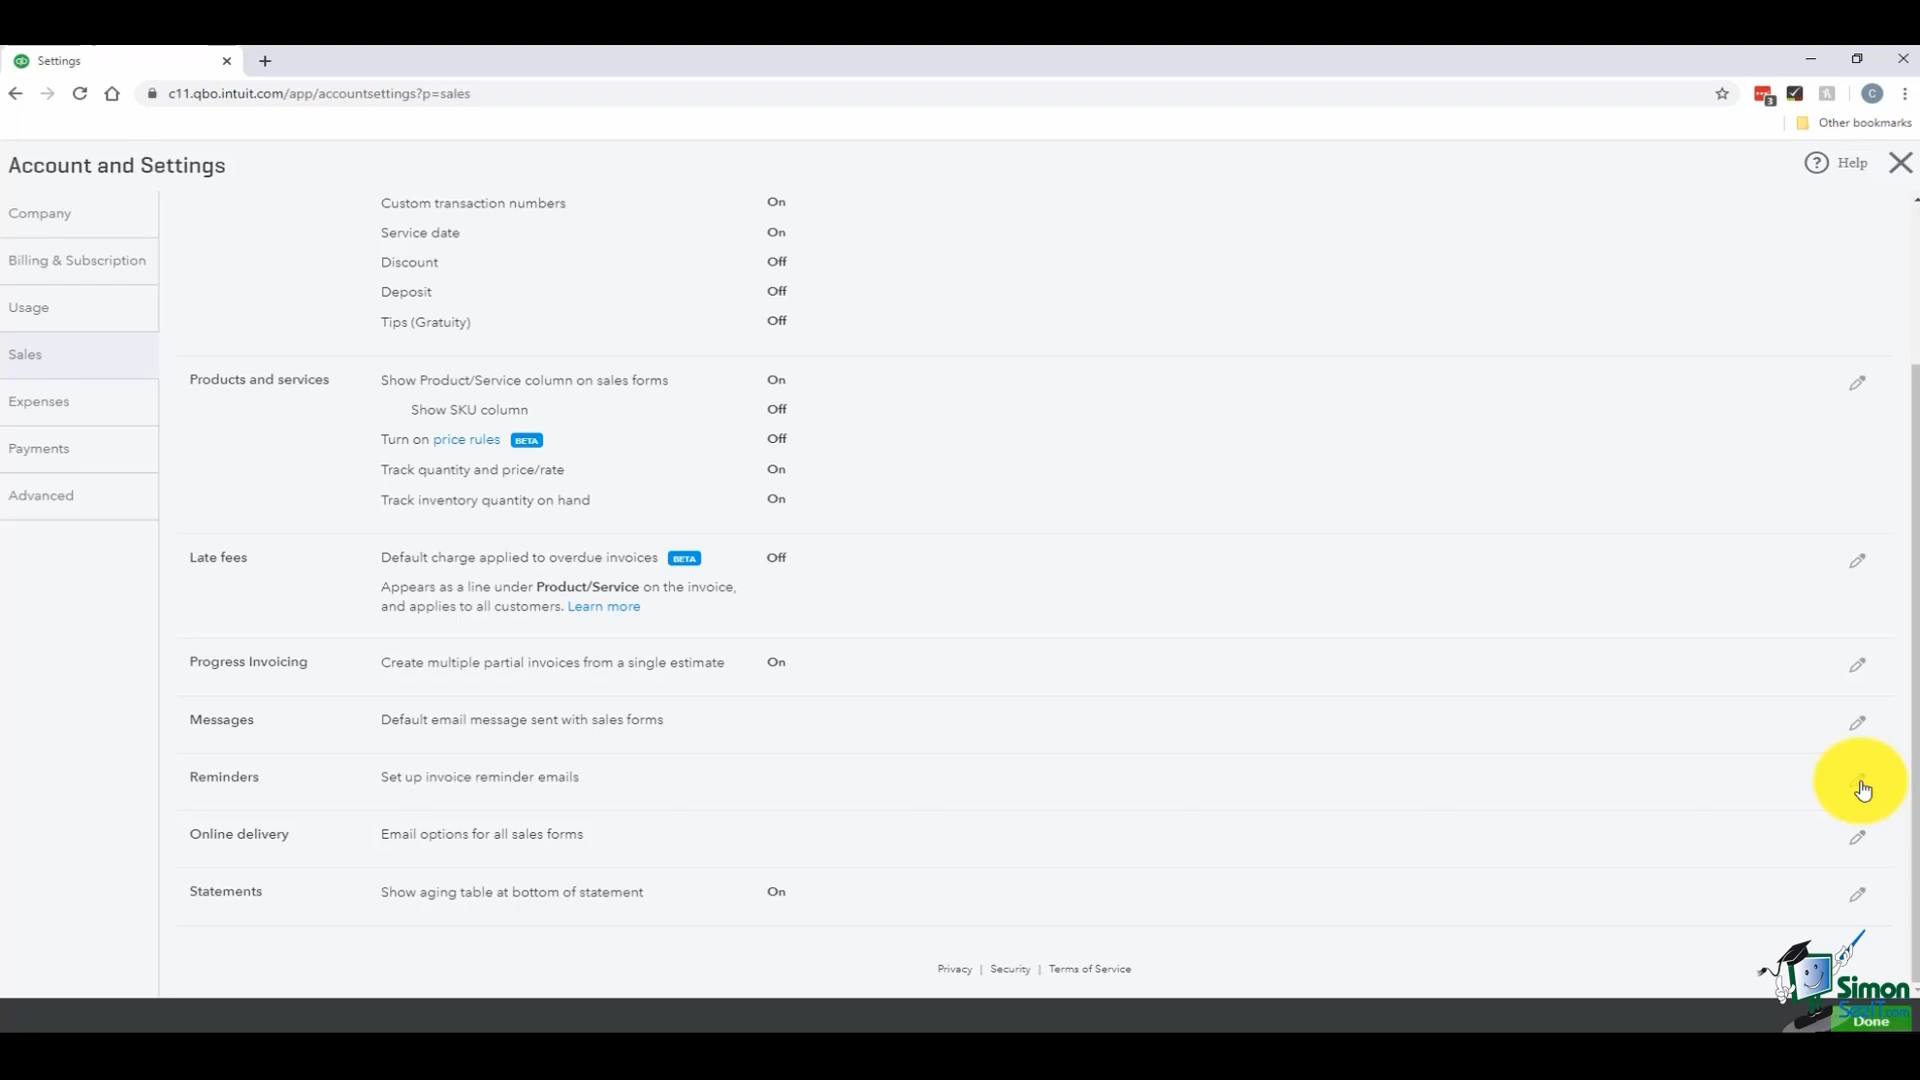 Settings
c11.qbo.intuit.com/app/accountsettings?p=sales
3
C
Other bookmarks
Account and Settings
? Help
Company
Billing & Subscription
Usage
Sales
Expenses
Payments
Advanced
Custom transaction numbers On
Service date On
Discount Off
Deposit Off
Tips (Gratuity) Off
Products and services Show Product/Service column on sales forms On
Show SKU column Off
Turn on price rules BETA Off
Track quantity and price/rate On
Track inventory quantity on hand On
Late fees Default charge applied to overdue invoices BETA Off
Appears as a line under Product/Service on the invoice,
and applies to all customers. Learn more
Progress Invoicing Create multiple partial invoices from a single estimate On
Messages Default email message sent with sales forms
Reminders Set up invoice reminder emails
Online delivery Email options for all sales forms
Statements Show aging table at bottom of statement On
Privacy | Security | Terms of Service
Simon
SezIT.com
Done